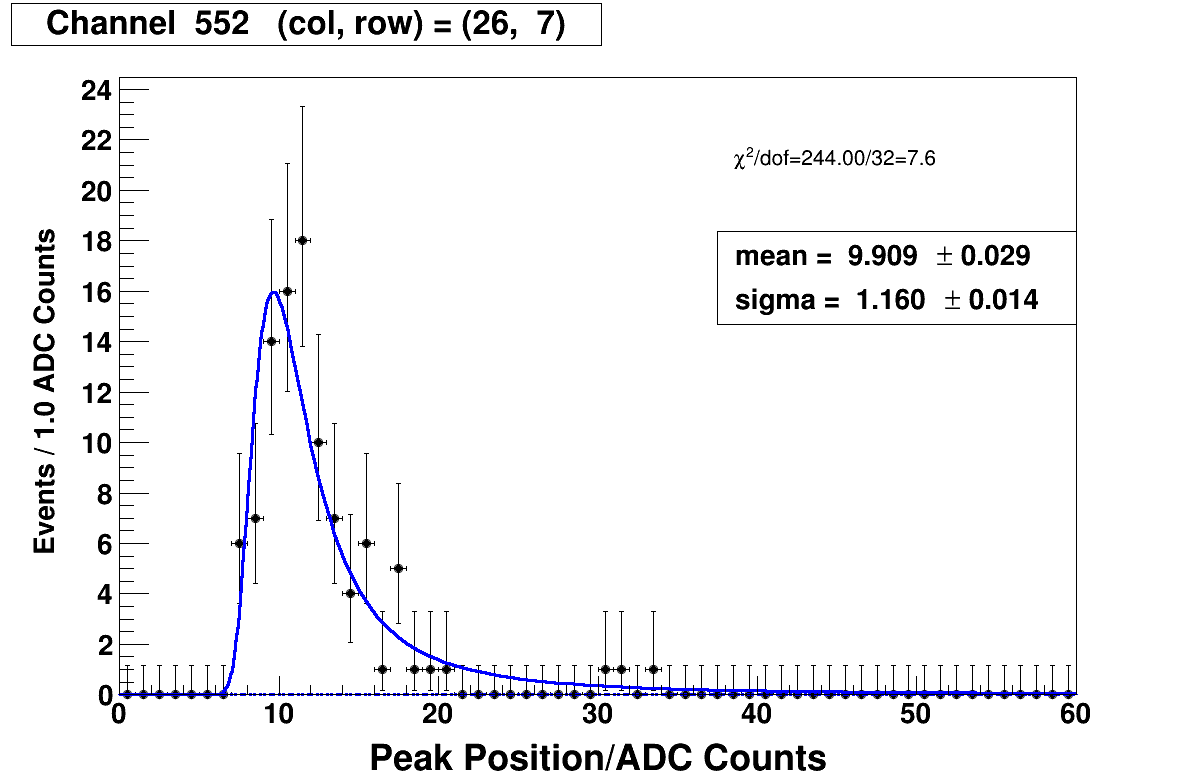 Channel 552 (col, row) = (26, 7)
24
22
20
18
16
14
12
10
8
6
4
2
0
Events / 1.0 ADC Counts
χ²/dof=244.00/32=7.6
mean = 9.909 ± 0.029
sigma = 1.160 ± 0.014
0 10 20 30 40 50 60
Peak Position/ADC Counts